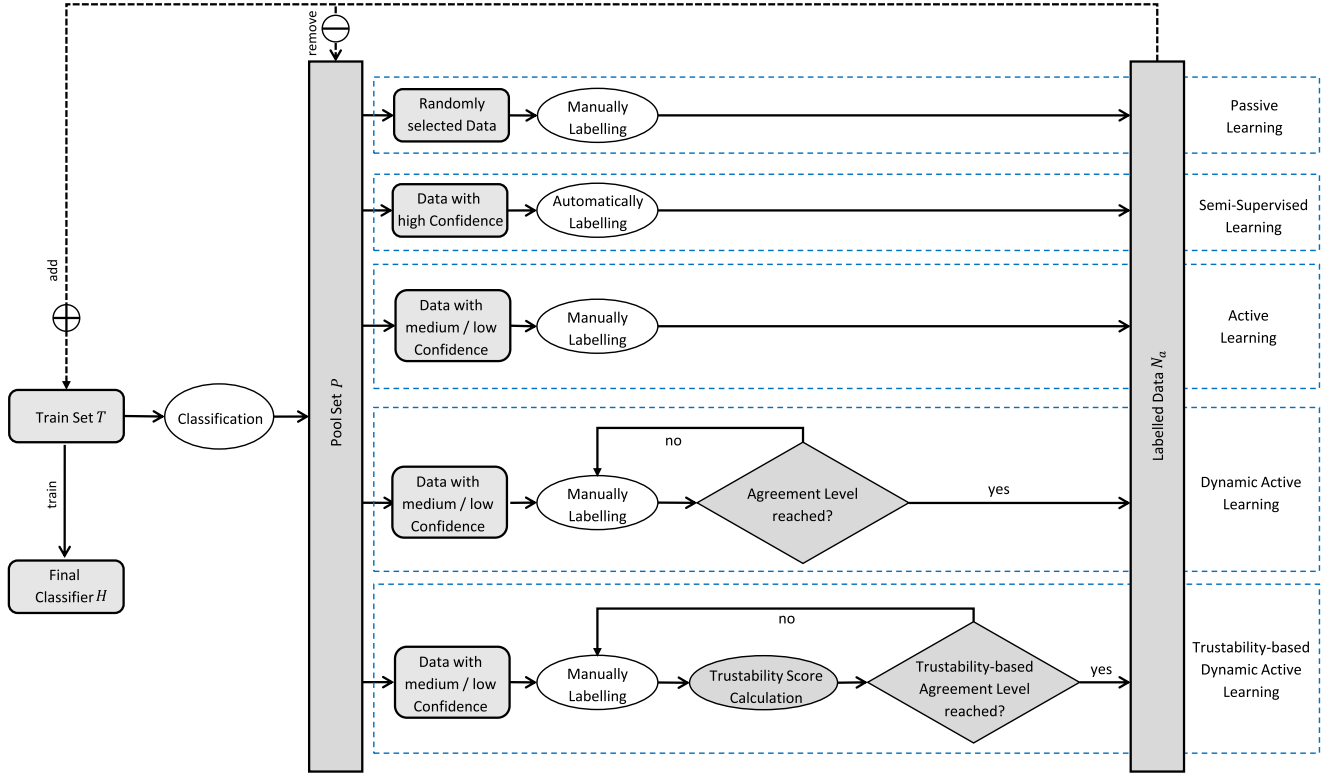 remove
Randomly
selected Data
Manually
Labelling
Passive
Learning
Data with
high Confidence
Automatically
Labelling
Semi-Supervised
Learning
add
Data with
medium / low
Confidence
Manually
Labelling
Active
Learning
Train Set T
Classification
Pool Set P
Labelled Data Nₐ
train
Final
Classifier H
no
Data with
medium / low
Confidence
Manually
Labelling
Agreement Level
reached?
yes
Dynamic Active
Learning
no
Data with
medium / low
Confidence
Manually
Labelling
Trustability Score
Calculation
Trustability-based
Agreement Level
reached?
yes
Trustability-based
Dynamic Active
Learning